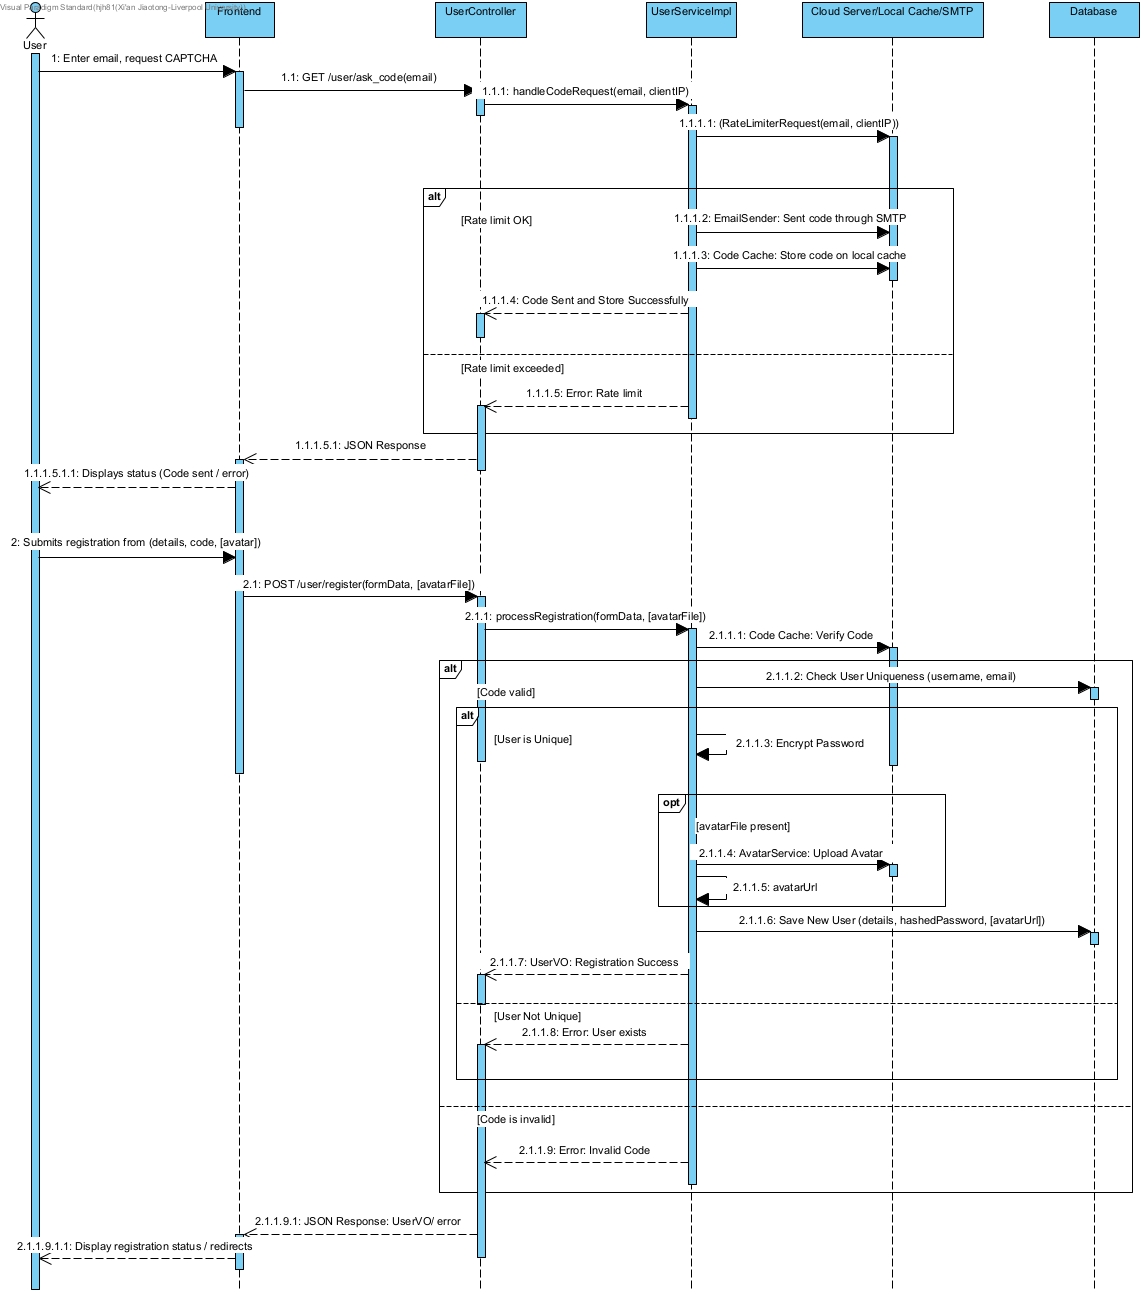 Visual Paradigm Standard(hjh81(Xi'an Jiaotong-Liverpool University))
User
Frontend
UserController
UserServiceImpl
Cloud Server/Local Cache/SMTP
Database
1: Enter email, request CAPTCHA
1.1: GET /user/ask_code(email)
1.1.1: handleCodeRequest(email, clientIP)
1.1.1.1: (RateLimiterRequest(email, clientIP))
alt
[Rate limit OK]
1.1.1.2: EmailSender: Sent code through SMTP
1.1.1.3: Code Cache: Store code on local cache
1.1.1.4: Code Sent and Store Successfully
[Rate limit exceeded]
1.1.1.5: Error: Rate limit
1.1.1.5.1: JSON Response
1.1.1.5.1.1: Displays status (Code sent / error)
2: Submits registration from (details, code, [avatar])
2.1: POST /user/register(formData, [avatarFile])
2.1.1: processRegistration(formData, [avatarFile])
2.1.1.1: Code Cache: Verify Code
alt
2.1.1.2: Check User Uniqueness (username, email)
[Code valid]
alt
[User is Unique]
2.1.1.3: Encrypt Password
opt
[avatarFile present]
2.1.1.4: AvatarService: Upload Avatar
2.1.1.5: avatarUrl
2.1.1.6: Save New User (details, hashedPassword, [avatarUrl])
2.1.1.7: UserVO: Registration Success
[User Not Unique]
2.1.1.8: Error: User exists
[Code is invalid]
2.1.1.9: Error: Invalid Code
2.1.1.9.1: JSON Response: UserVO/ error
2.1.1.9.1.1: Display registration status / redirects